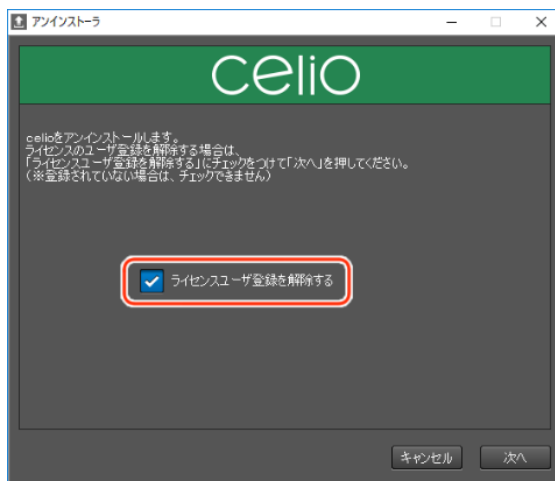 アンインストーラ
celio
celioをアンインストールします。
ライセンスのユーザ登録を解除する場合は、
「ライセンスユーザ登録を解除する」にチェックをつけて「次へ」を押してください。
(※登録されていない場合は、チェックできません)
ライセンスユーザ登録を解除する
キャンセル
次へ